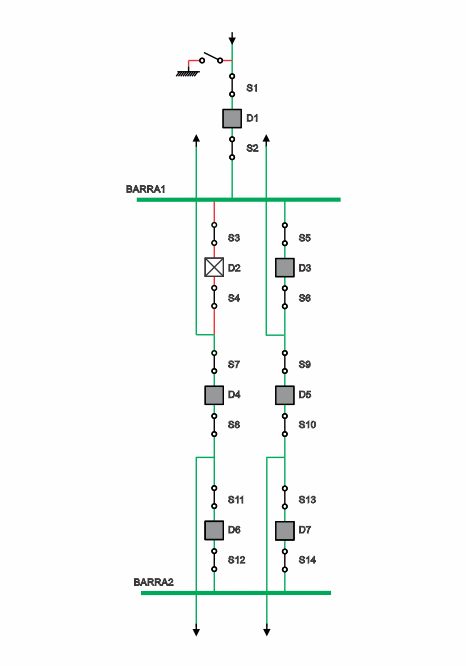 S1
D1
S2
BARRA1
S3 S5
D2 D3
S4 S6
S7 S9
D4 D5
S8 S10
S11 S13
D6 D7
S12 S14
BARRA2